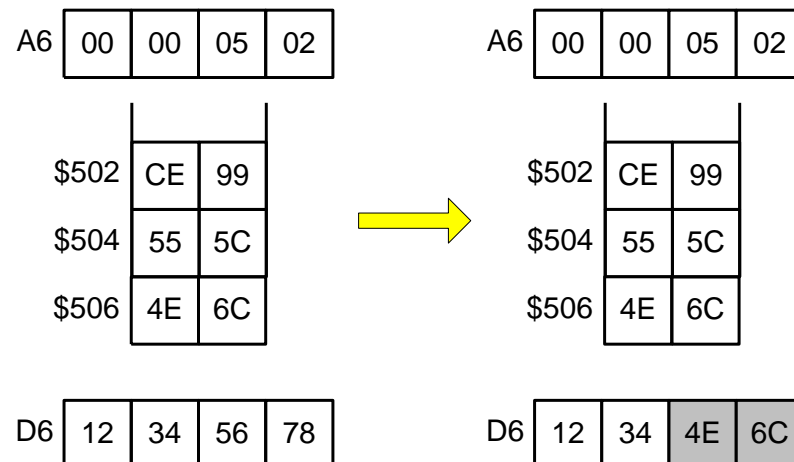 A6 00 00 05 02 A6 00 00 05 02
$502 CE 99 $502 CE 99
$504 55 5C $504 55 5C
$506 4E 6C $506 4E 6C
D6 12 34 56 78 D6 12 34 4E 6C